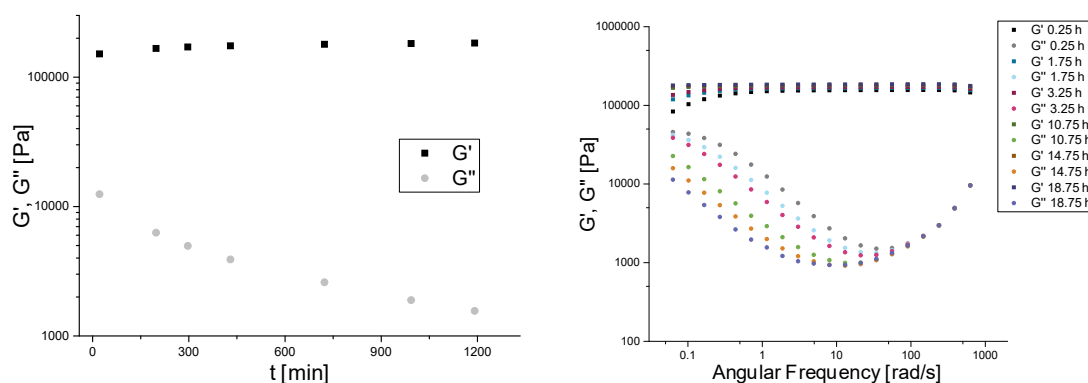 G', G'' [Pa]
100000
10000
1000
G'
G''
0
300
600
900
1200
t [min]
G', G'' [Pa]
1000000
100000
10000
1000
100
0.1
1
10
100
1000
Angular Frequency [rad/s]
G' 0.25 h
G'' 0.25 h
G' 1.75 h
G'' 1.75 h
G' 3.25 h
G'' 3.25 h
G' 10.75 h
G'' 10.75 h
G' 14.75 h
G'' 14.75 h
G' 18.75 h
G'' 18.75 h